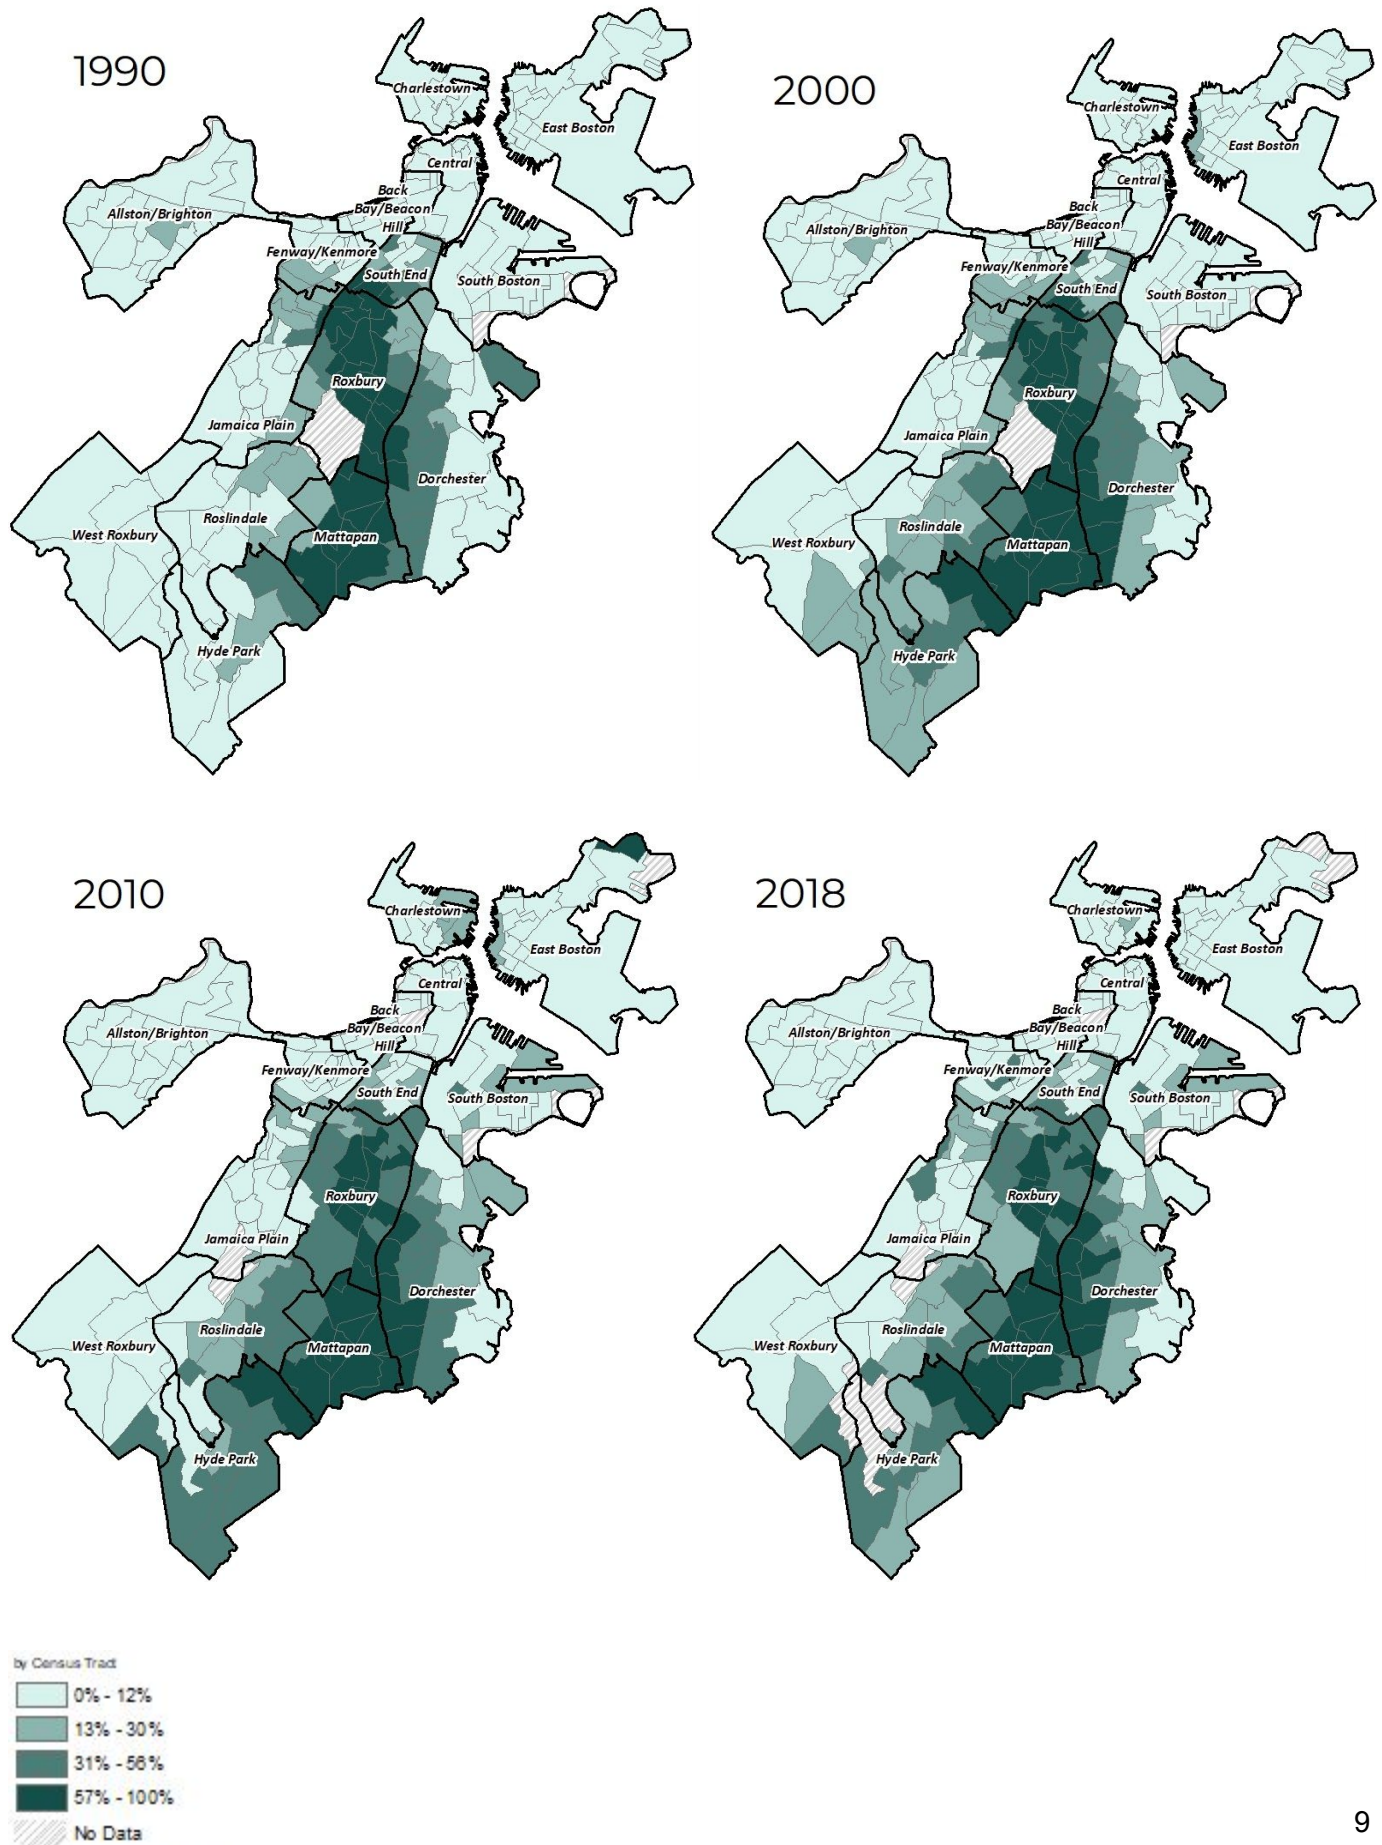 1990
Charlestown
East Boston
Central
Back
Bay/Beacon
Hill
Allston/Brighton
Fenway/Kenmore
South End
South Boston
Roxbury
Jamaica Plain
Dorchester
Roslindale
West Roxbury
Mattapan
Hyde Park
2000
Charlestown
East Boston
Central
Back
Bay/Beacon
Hill
Allston/Brighton
Fenway/Kenmore
South End
South Boston
Roxbury
Jamaica Plain
Dorchester
Roslindale
West Roxbury
Mattapan
Hyde Park
2010
Charlestown
East Boston
Central
Back
Bay/Beacon
Hill
Allston/Brighton
Fenway/Kenmore
South End
South Boston
Roxbury
Jamaica Plain
Dorchester
Roslindale
West Roxbury
Mattapan
Hyde Park
2018
Charlestown
East Boston
Central
Back
Bay/Beacon
Hill
Allston/Brighton
Fenway/Kenmore
South End
South Boston
Roxbury
Jamaica Plain
Dorchester
Roslindale
West Roxbury
Mattapan
Hyde Park
by Census Tract
0% - 12%
13% - 30%
31% - 56%
57% - 100%
No Data
9